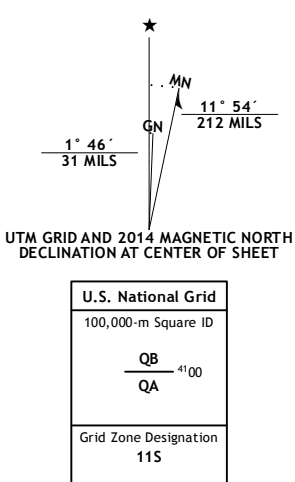 ★
MN
GN
11° 54´
212 MILS
1° 46´
31 MILS
UTM GRID AND 2014 MAGNETIC NORTH
DECLINATION AT CENTER OF SHEET
U.S. National Grid
100,000-m Square ID
QB
4100
QA
Grid Zone Designation
11S